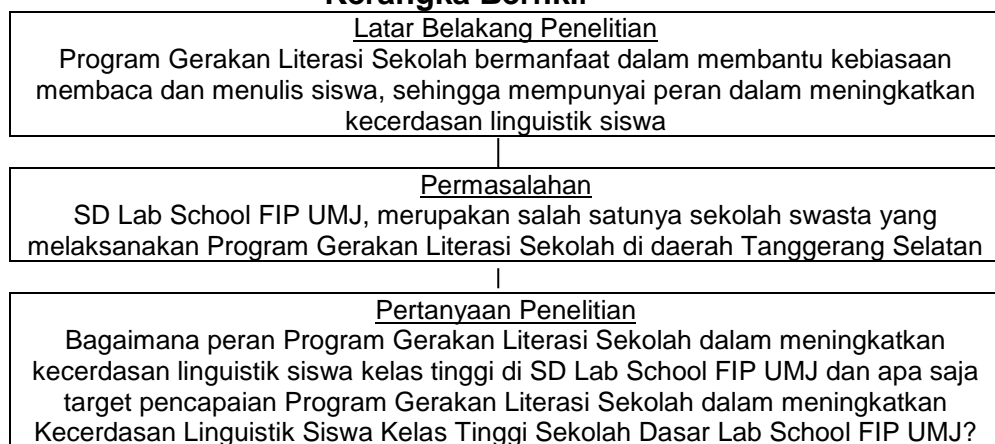 Kerangka Berfikir
Latar Belakang Penelitian
Program Gerakan Literasi Sekolah bermanfaat dalam membantu kebiasaan
membaca dan menulis siswa, sehingga mempunyai peran dalam meningkatkan
kecerdasan linguistik siswa
Permasalahan
SD Lab School FIP UMJ, merupakan salah satunya sekolah swasta yang
melaksanakan Program Gerakan Literasi Sekolah di daerah Tanggerang Selatan
Pertanyaan Penelitian
Bagaimana peran Program Gerakan Literasi Sekolah dalam meningkatkan
kecerdasan linguistik siswa kelas tinggi di SD Lab School FIP UMJ dan apa saja
target pencapaian Program Gerakan Literasi Sekolah dalam meningkatkan
Kecerdasan Linguistik Siswa Kelas Tinggi Sekolah Dasar Lab School FIP UMJ?